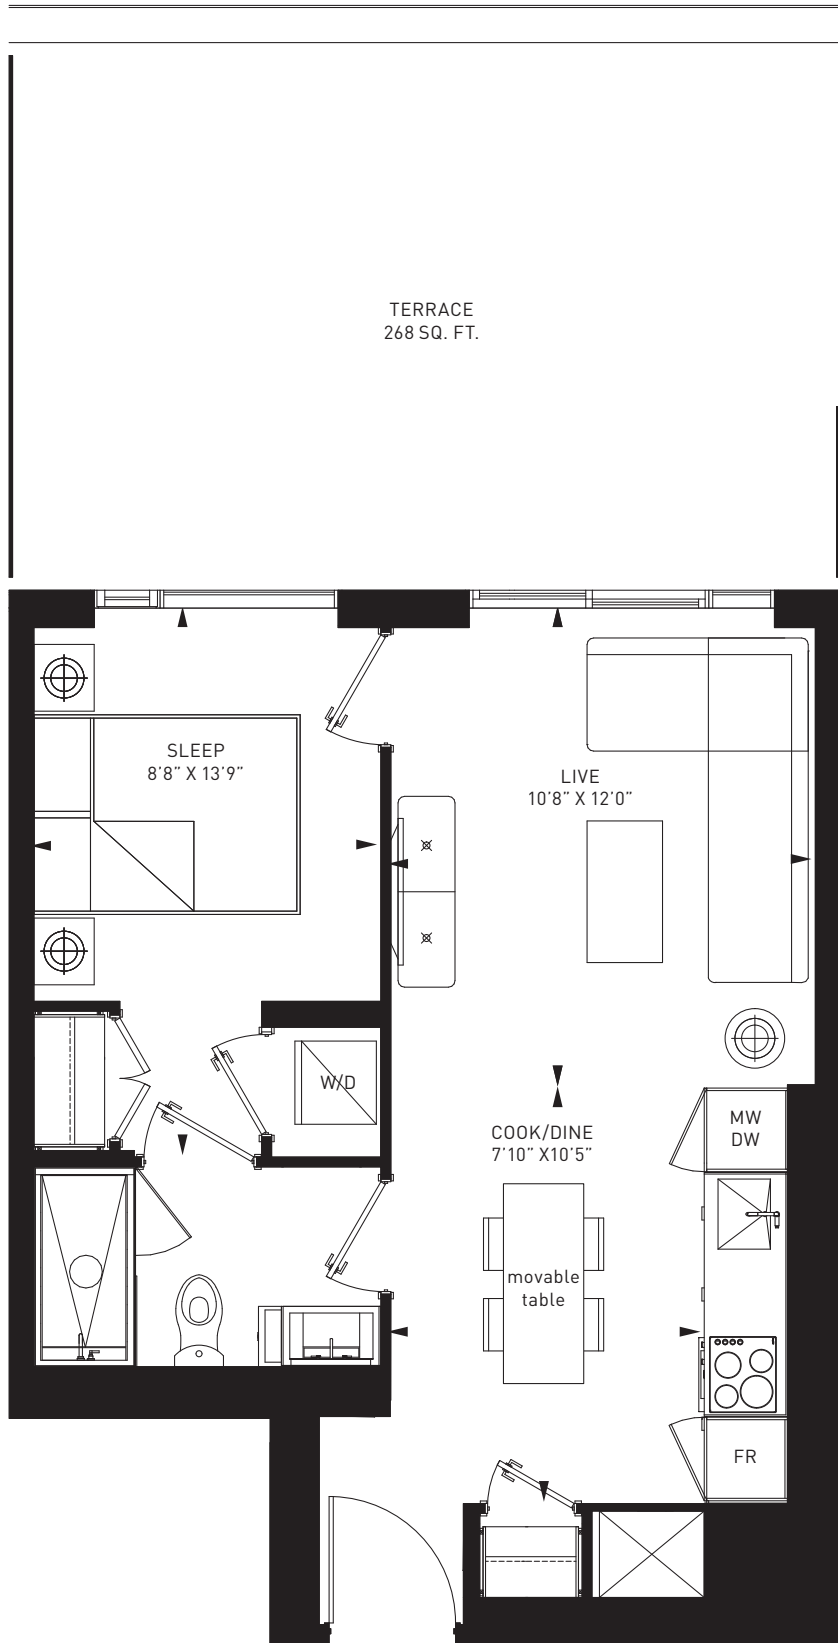 TERRACE
268 SQ. FT.
SLEEP
8'8” X 13'9”
LIVE
10'8” X 12'0”
W/D
COOK/DINE
7'10” X10'5”
MW
DW
movable
table
FR